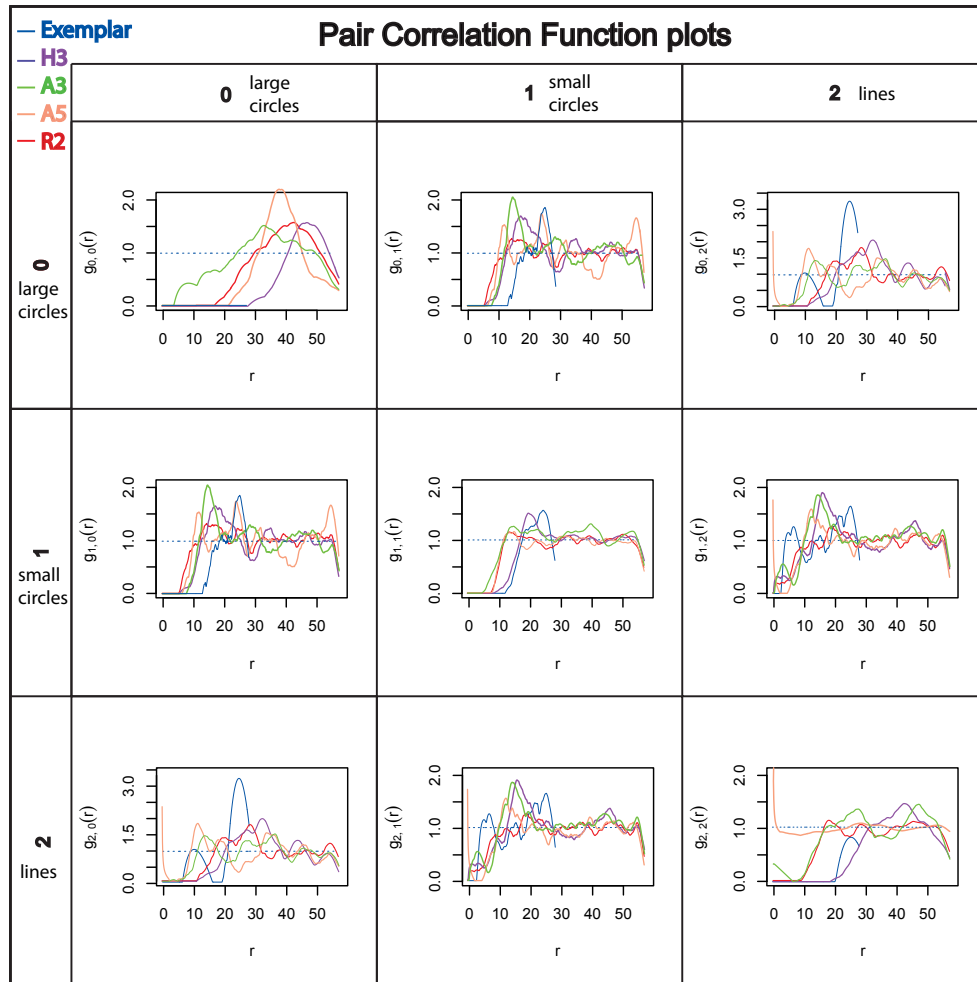 Pair Correlation Function plots
Exemplar
H3
A3
A5
R2
0 large circles
1 small circles
2 lines
0
large
circles
g0, 0(r)
0.0 1.0 2.0
0 10 20 30 40 50
r
g0, 1(r)
0.0 1.0 2.0
0 10 20 30 40 50
r
g0, 2(r)
0.0 1.5 3.0
0 10 20 30 40 50
r
1
small
circles
g1, 0(r)
0.0 1.0 2.0
0 10 20 30 40 50
r
g1, 1(r)
0.0 1.0 2.0
0 10 20 30 40 50
r
g1, 2(r)
0.0 1.0 2.0
0 10 20 30 40 50
r
2
lines
g2, 0(r)
0.0 1.5 3.0
0 10 20 30 40 50
r
g2, 1(r)
0.0 1.0 2.0
0 10 20 30 40 50
r
g2, 2(r)
0.0 1.0 2.0
0 10 20 30 40 50
r